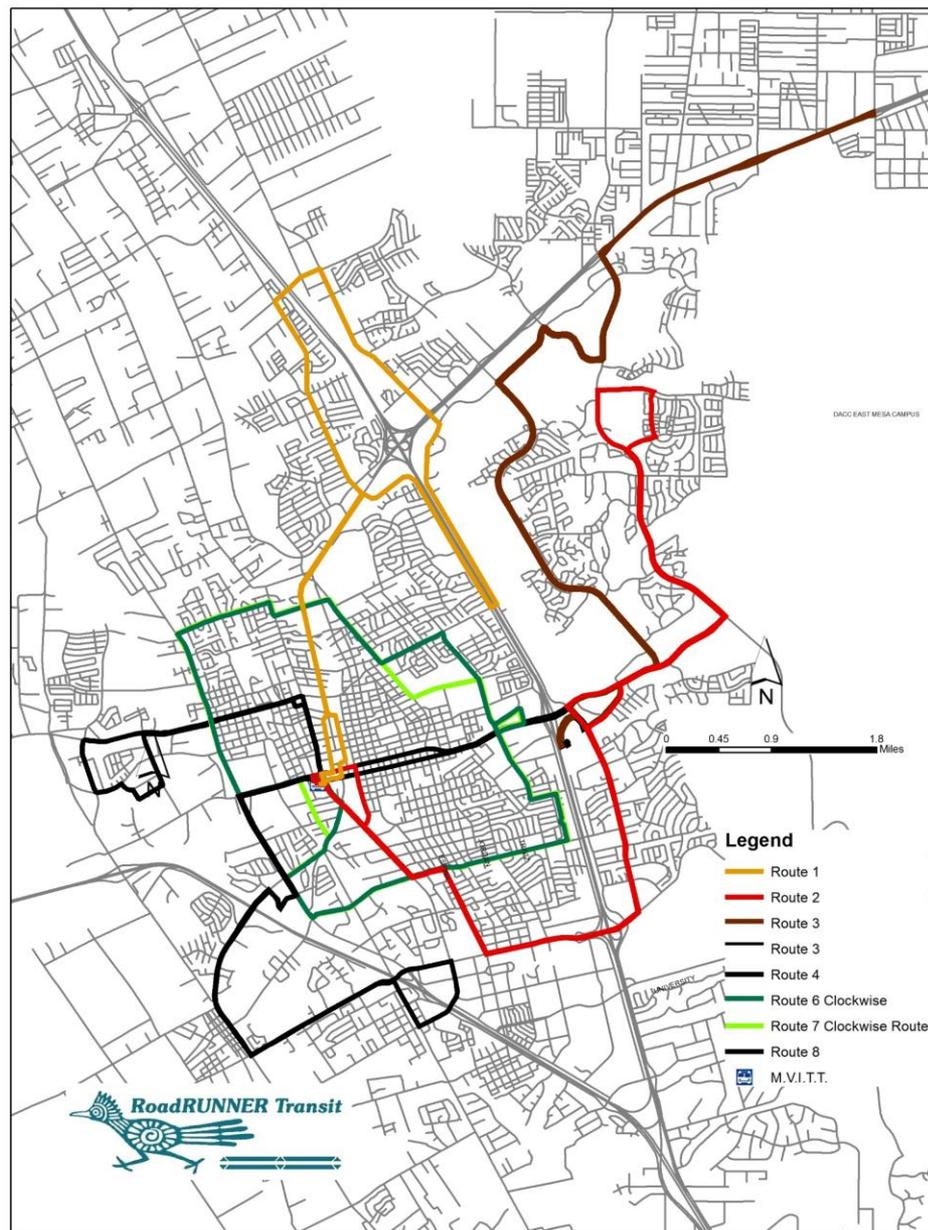 DACC EAST MESA CAMPUS
N
0 0.45 0.9 1.8
Miles
Legend
Route 1
Route 2
Route 3
Route 3
Route 4
Route 6 Clockwise
Route 7 Clockwise Route
Route 8
M.V.I.T.T.
UNIVERSITY
RoadRUNNER Transit